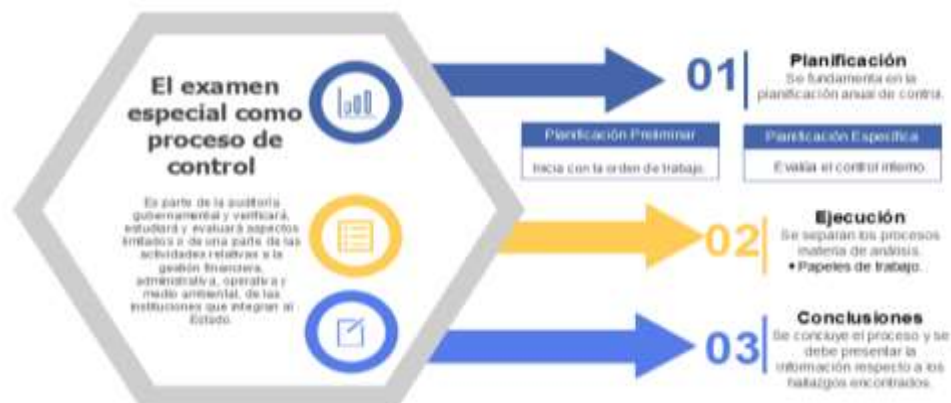 El examen
especial como
proceso de
control
Es parte de la auditoría
gubernamental y verificará,
estudiará y evaluará aspectos
limitados o de una parte de las
actividades relativas a la
gestión financiera,
administrativa, operativa y
medio ambiental, de las
instituciones que integran al
Estado.
01
Planificación
Se fundamenta en la
planificación anual de control.
Planificación Preliminar
Inicia con la orden de trabajo.
Planificación Específica
Evalúa el control interno.
02
Ejecución
Se separan los procesos
materia de análisis.
• Papeles de trabajo.
03
Conclusiones
Se concluye el proceso y se
debe presentar la
información respecto a los
hallazgos encontrados.